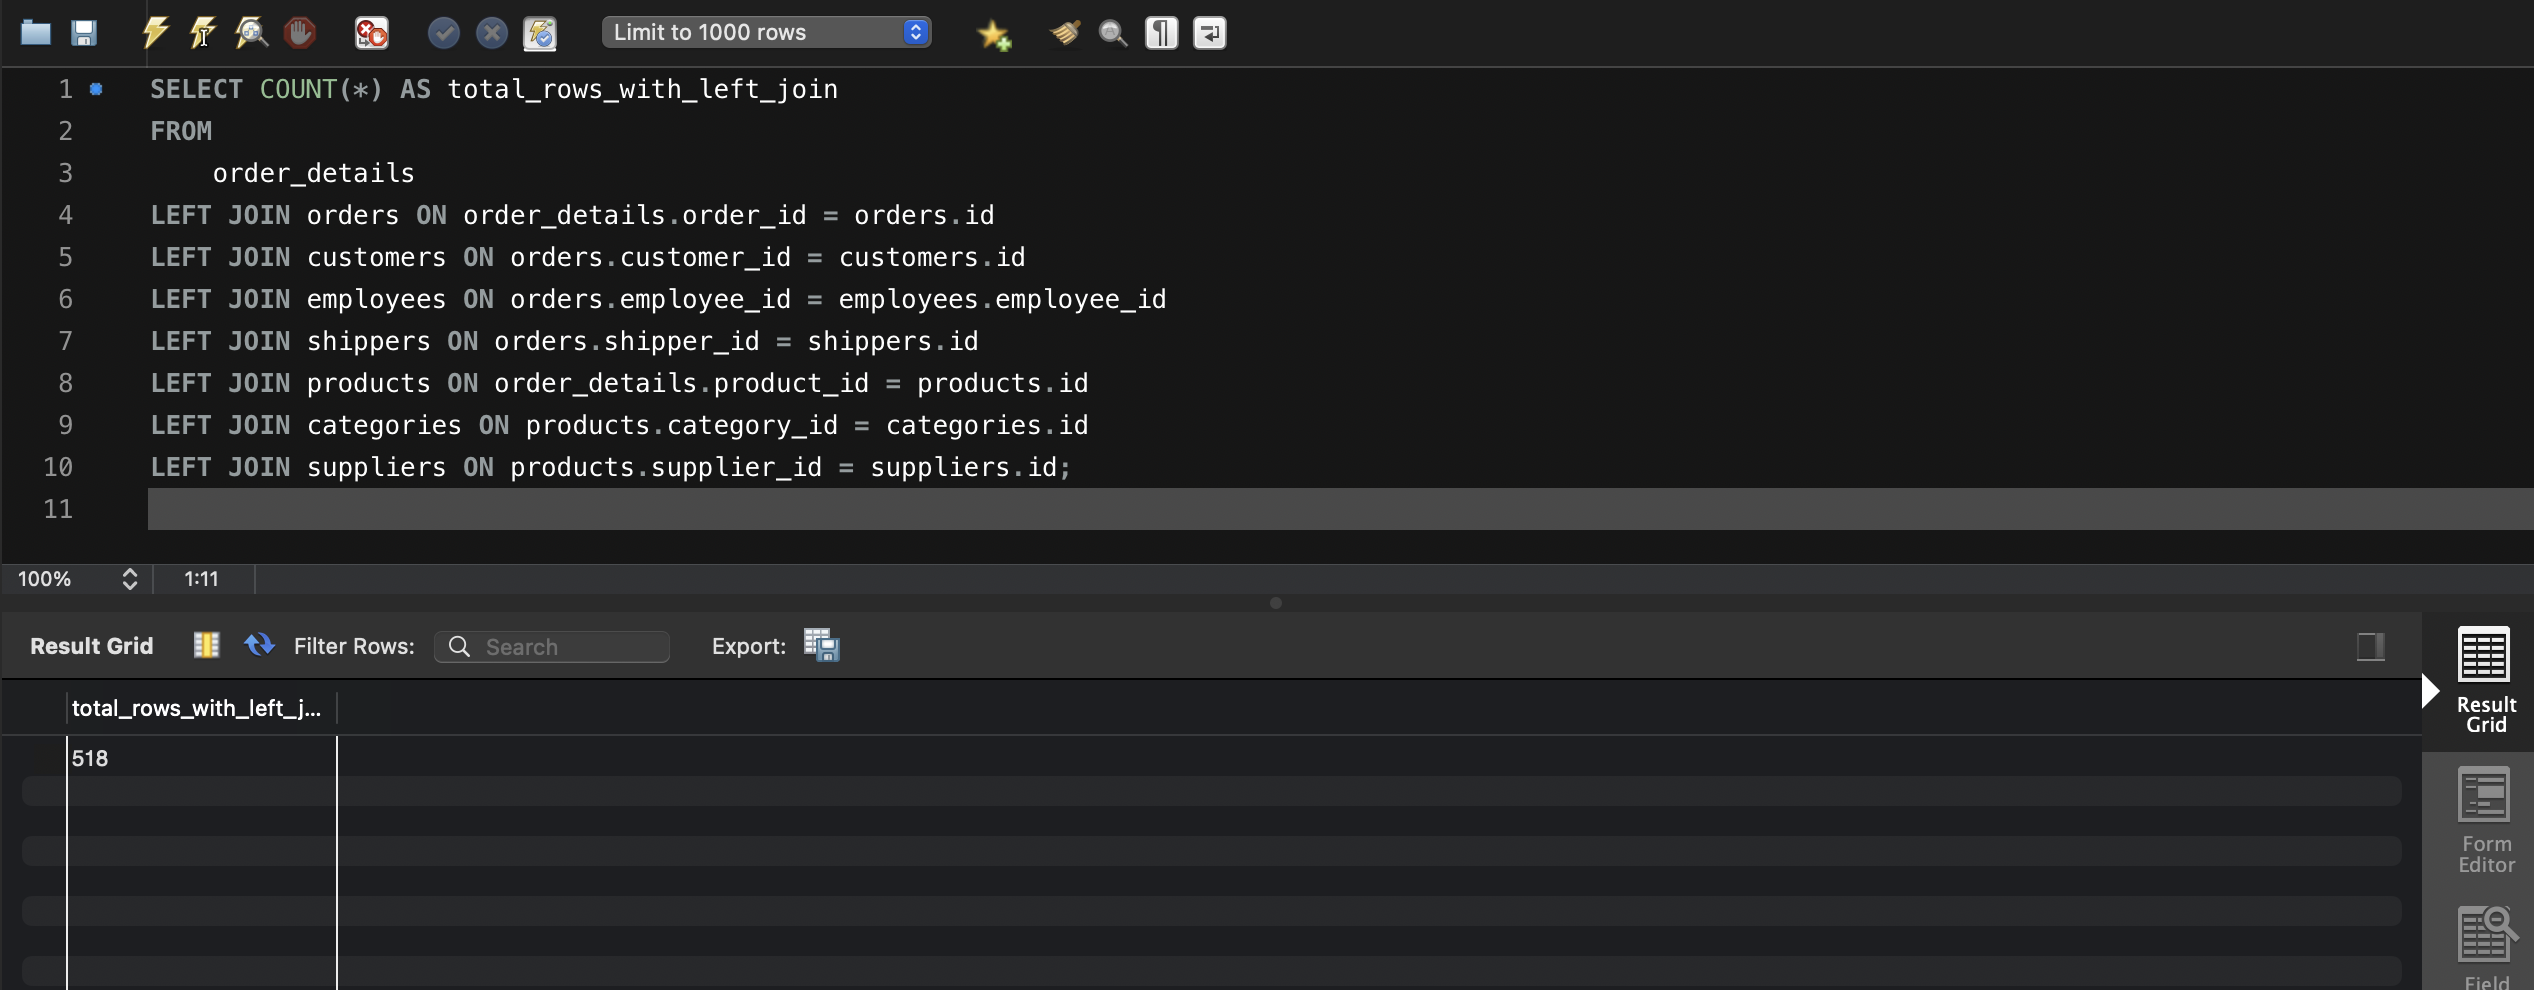 Limit to 1000 rows
1 SELECT COUNT(*) AS total_rows_with_left_join
2 FROM
3 order_details
4 LEFT JOIN orders ON order_details.order_id = orders.id
5 LEFT JOIN customers ON orders.customer_id = customers.id
6 LEFT JOIN employees ON orders.employee_id = employees.employee_id
7 LEFT JOIN shippers ON orders.shipper_id = shippers.id
8 LEFT JOIN products ON order_details.product_id = products.id
9 LEFT JOIN categories ON products.category_id = categories.id
10 LEFT JOIN suppliers ON products.supplier_id = suppliers.id;
11
100% 1:11
Result Grid Filter Rows: Search Export:
total_rows_with_left_j...
518
Result
Grid
Form
Editor
Field